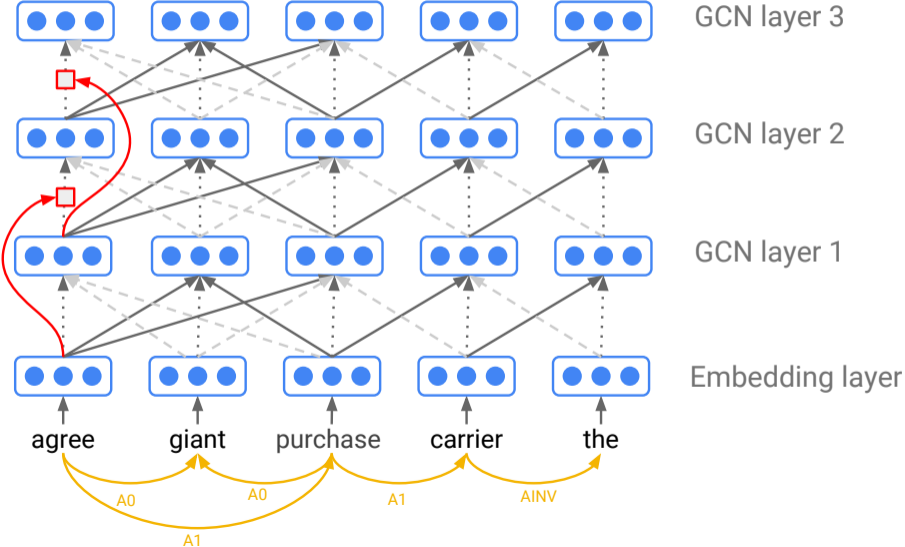 GCN layer 3
GCN layer 2
GCN layer 1
Embedding layer
agree giant purchase carrier the
A0 A0 A1 AINV
A1